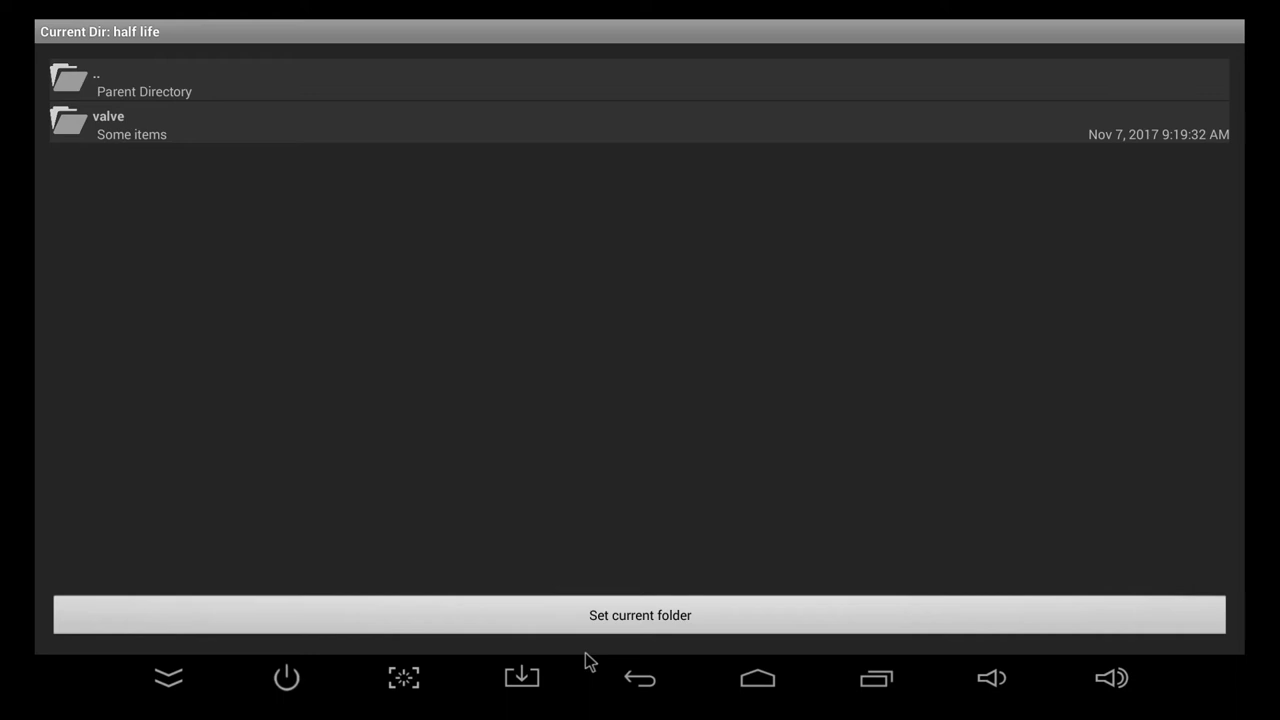 Current Dir: half life
..
Parent Directory
valve
Some items
Nov 7, 2017 9:19:32 AM
Set current folder